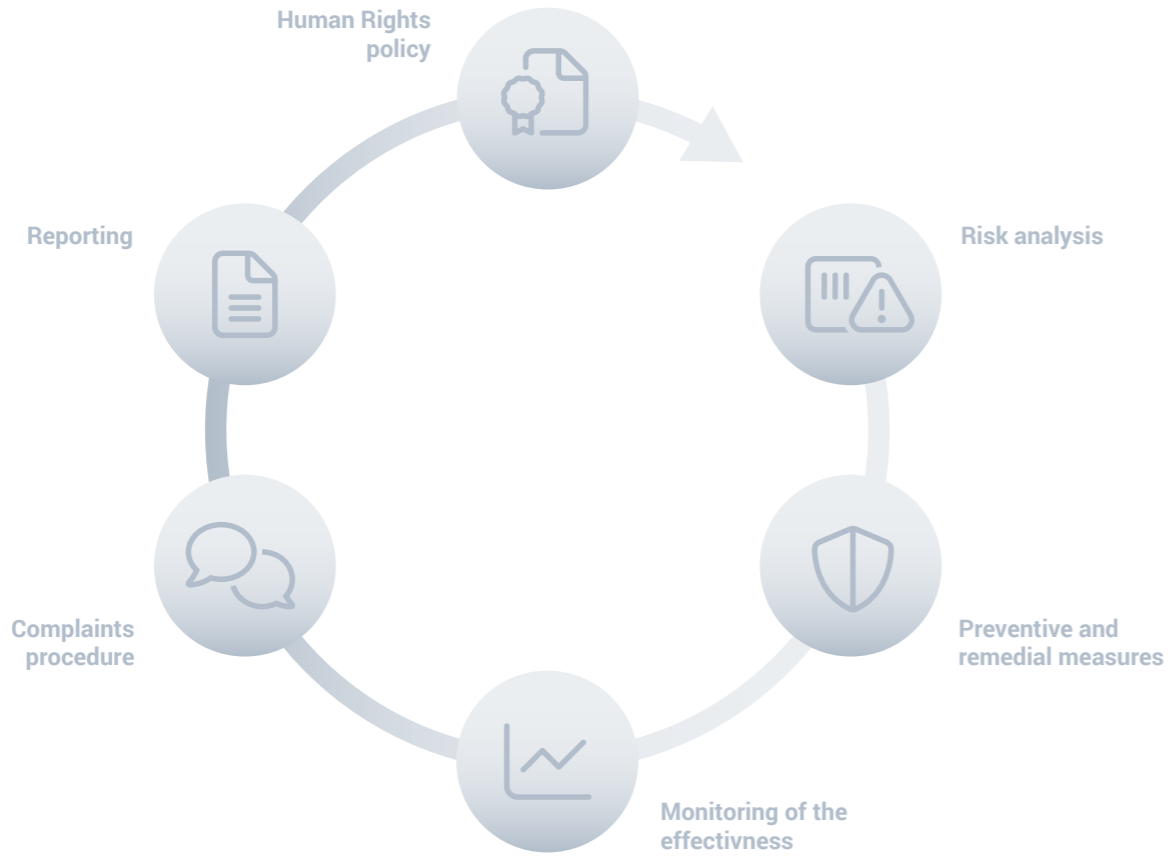 Human Rights
policy
Risk analysis
Preventive and
remedial measures
Monitoring of the
effectivness
Complaints
procedure
Reporting